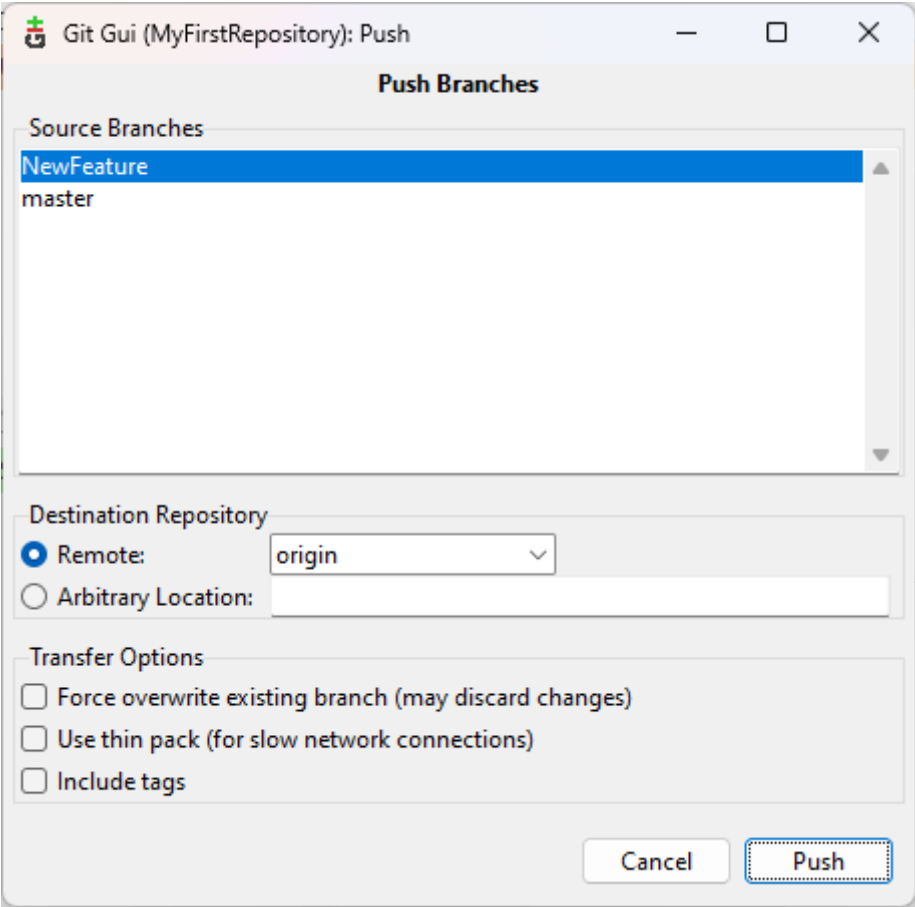 Git Gui (MyFirstRepository): Push
Push Branches
Source Branches
NewFeature
master
Destination Repository
Remote: origin
Arbitrary Location:
Transfer Options
Force overwrite existing branch (may discard changes)
Use thin pack (for slow network connections)
Include tags
Cancel Push